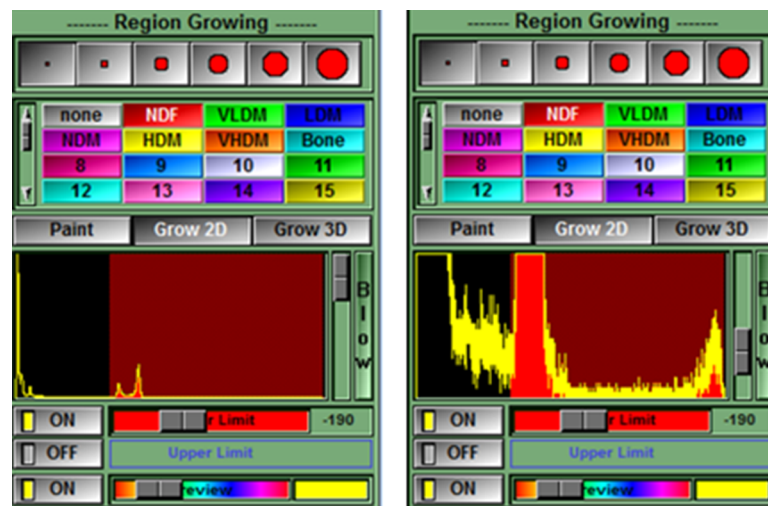 ------- Region Growing -------
none NDF VLDM LDM
NDM HDM VHDM Bone
8 9 10 11
12 13 14 15
Paint Grow 2D Grow 3D
B
l
o
w
ON r Limit -190
OFF Upper Limit
ON review
------- Region Growing -------
none NDF VLDM LDM
NDM HDM VHDM Bone
8 9 10 11
12 13 14 15
Paint Grow 2D Grow 3D
B
l
o
w
ON r Limit -190
OFF Upper Limit
ON review